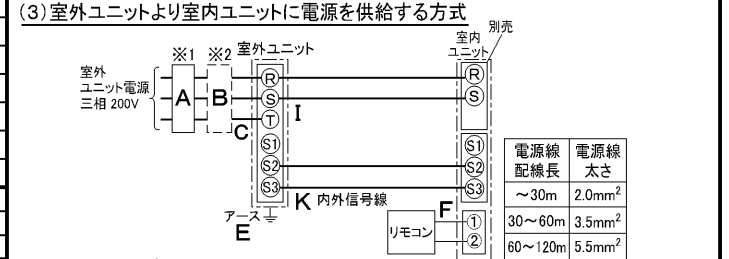 (3)室外ユニットより室内ユニットに電源を供給する方式
※1 ※2 室外ユニット
室内
ユニット
別売
室外
ユニット電源
三相 200V
A
B
C
R
S
T
S1
S2
S3
I
R
S
S1
S2
S3
K 内外信号線
アース
E
F
リモコン
①
②
電源線
配線長
電源線
太さ
～30m 2.0mm²
30～60m 3.5mm²
60～120m 5.5mm²